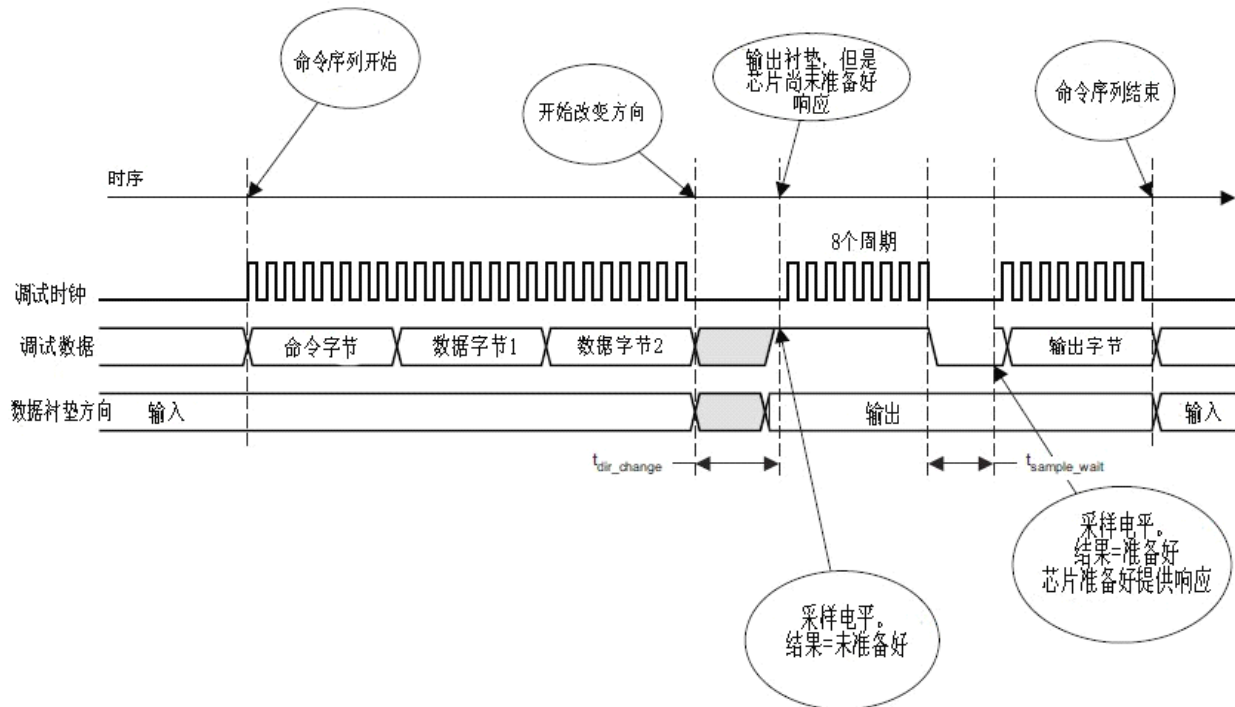 命令序列开始
开始改变方向
输出衬垫，但是
芯片尚未准备好
响应
命令序列结束
时序
8个周期
调试时钟
调试数据
命令字节
数据字节1
数据字节2
输出字节
数据衬垫方向
输入
输出
输入
tdir_change
tsample_wait
采样电平。
结果=未准备好
采样电平。
结果=准备好
芯片准备好提供响应